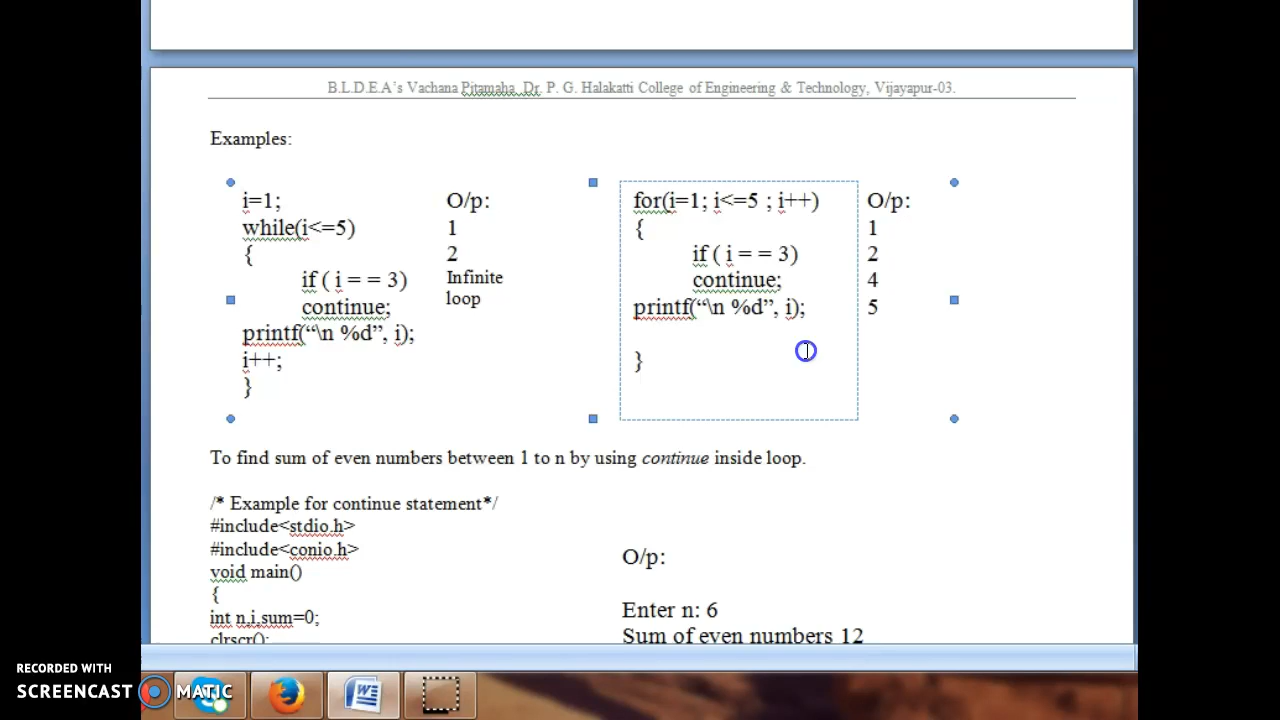 B.L.D.E.A's Vachana Pitamaha Dr. P. G. Halakatti College of Engineering & Technology, Vijayapur-03.
Examples:
i=1;
while(i<=5)
{
if ( i = = 3)
continue;
printf(“\n %d”, i);
i++;
}
O/p:
1
2
Infinite
loop
for(i=1; i<=5 ; i++)
{
if ( i = = 3)
continue;
printf(“\n %d”, i);
}
O/p:
1
2
4
5
To find sum of even numbers between 1 to n by using continue inside loop.
/* Example for continue statement*/
#include<stdio.h>
#include<conio.h>
void main()
{
int n,i,sum=0;
clrscr();
O/p:
Enter n: 6
Sum of even numbers 12
RECORDED WITH
SCREENCAST MATIC